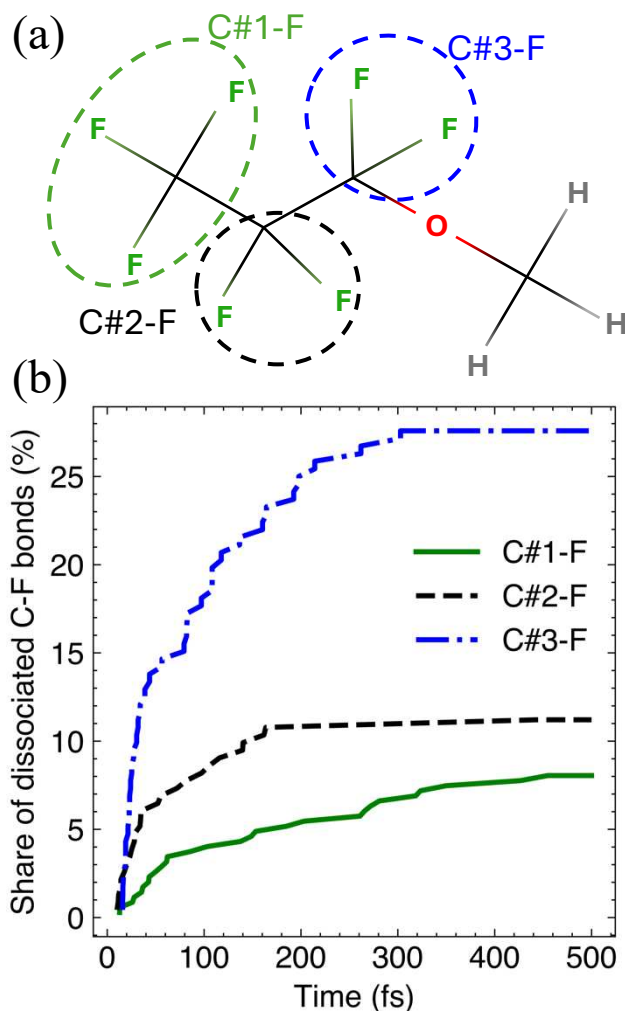 (a)
C#1-F
C#3-F
F
F
F
F
F
O
H
F
C#2-F
F
F
H
H
(b)
Share of dissociated C-F bonds (%)
25
20
15
10
5
0
C#1-F
C#2-F
C#3-F
0 100 200 300 400 500
Time (fs)